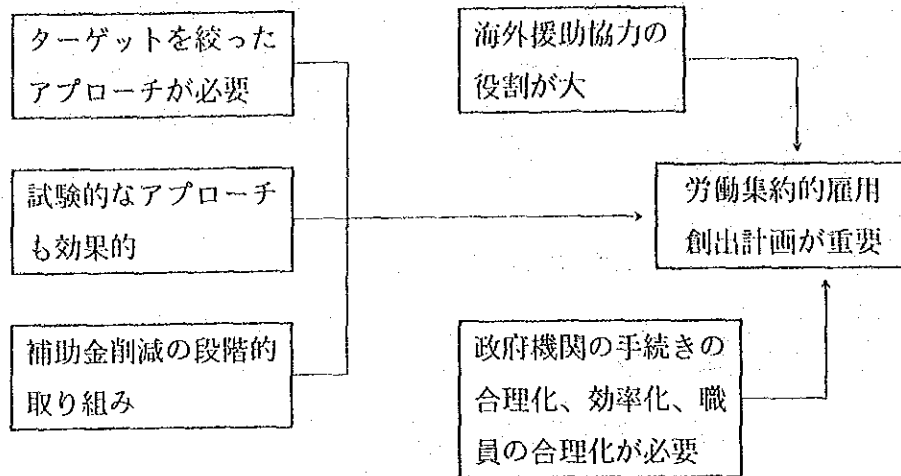 ターゲットを絞った
アプローチが必要
海外援助協力の
役割が大
試験的なアプローチ
も効果的
労働集約的雇用
創出計画が重要
補助金削減の段階的
取り組み
政府機関の手続きの
合理化、効率化、職
員の合理化が必要